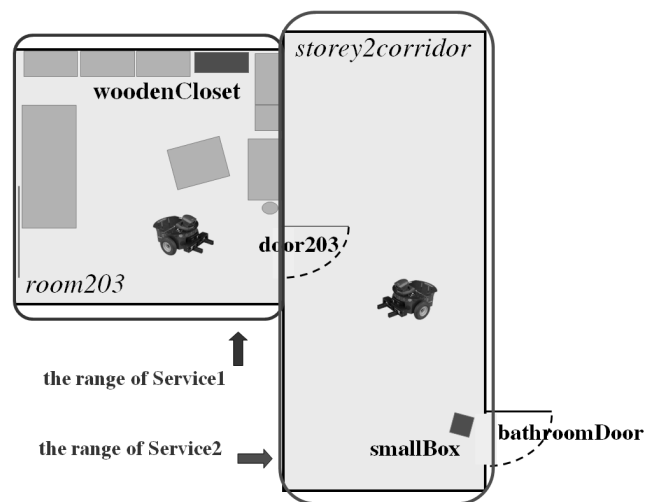 storey2corridor
woodenCloset
door203
room203
the range of Service1
the range of Service2
smallBox
bathroomDoor